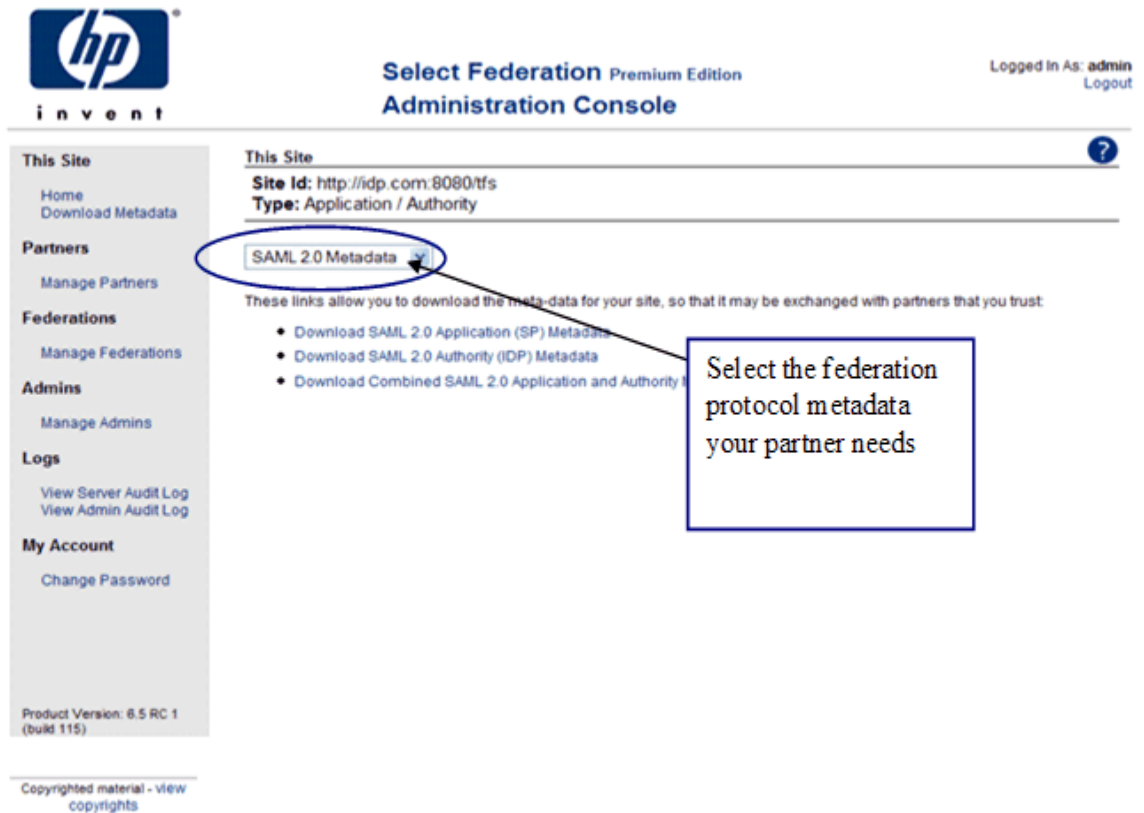 hp
invent
Select Federation Premium Edition
Administration Console
Logged In As: admin
Logout
This Site
Home
Download Metadata
Partners
Manage Partners
Federations
Manage Federations
Admins
Manage Admins
Logs
View Server Audit Log
View Admin Audit Log
My Account
Change Password
Product Version: 6.5 RC 1
(build 115)
Copyrighted material - view
copyrights
This Site
?
Site Id: http://idp.com:8080/tfs
Type: Application / Authority
SAML 2.0 Metadata
These links allow you to download the meta-data for your site, so that it may be exchanged with partners that you trust:
Download SAML 2.0 Application (SP) Metadata
Download SAML 2.0 Authority (IDP) Metadata
Download Combined SAML 2.0 Application and Authority
Select the federation
protocol metadata
your partner needs